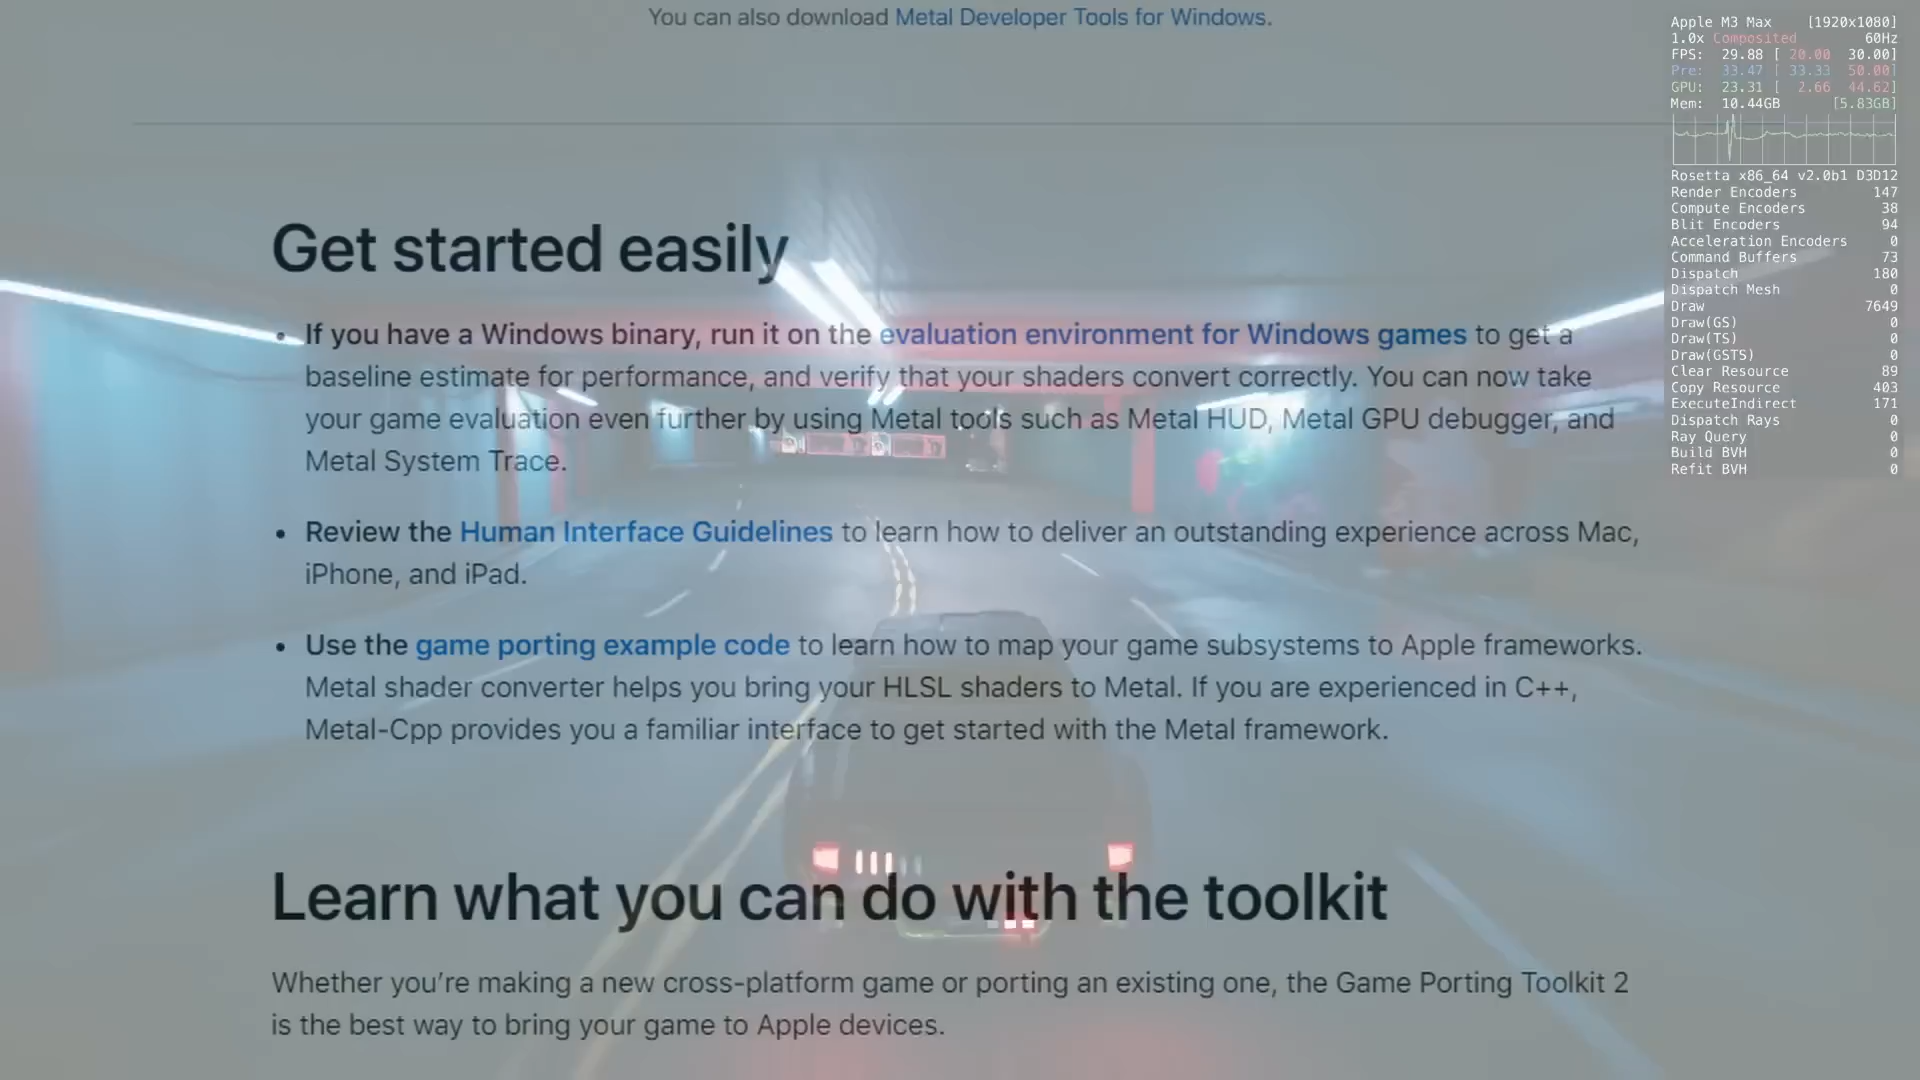 You can also download Metal Developer Tools for Windows.
Get started easily
• If you have a Windows binary, run it on the evaluation environment for Windows games to get a
baseline estimate for performance, and verify that your shaders convert correctly. You can now take
your game evaluation even further by using Metal tools such as Metal HUD, Metal GPU debugger, and
Metal System Trace.
• Review the Human Interface Guidelines to learn how to deliver an outstanding experience across Mac,
iPhone, and iPad.
• Use the game porting example code to learn how to map your game subsystems to Apple frameworks.
Metal shader converter helps you bring your HLSL shaders to Metal. If you are experienced in C++,
Metal-Cpp provides you a familiar interface to get started with the Metal framework.
Learn what you can do with the toolkit
Whether you’re making a new cross-platform game or porting an existing one, the Game Porting Toolkit 2
is the best way to bring your game to Apple devices.
Apple M3 Max [1920x1080]
1.0x Composited 60Hz
FPS: 29.88 [ 20.00 30.00]
Pre: 33.47 [ 33.33 50.00]
GPU: 23.31 [ 2.66 44.62]
Mem: 10.44GB [5.83GB]
Rosetta x86_64 v2.0b1 D3D12
Render Encoders 147
Compute Encoders 38
Blit Encoders 94
Acceleration Encoders 0
Command Buffers 73
Dispatch 180
Dispatch Mesh 0
Draw 7649
Draw(GS) 0
Draw(TS) 0
Draw(GSTS) 0
Clear Resource 89
Copy Resource 403
ExecuteIndirect 171
Dispatch Rays 0
Ray Query 0
Build BVH 0
Refit BVH 0